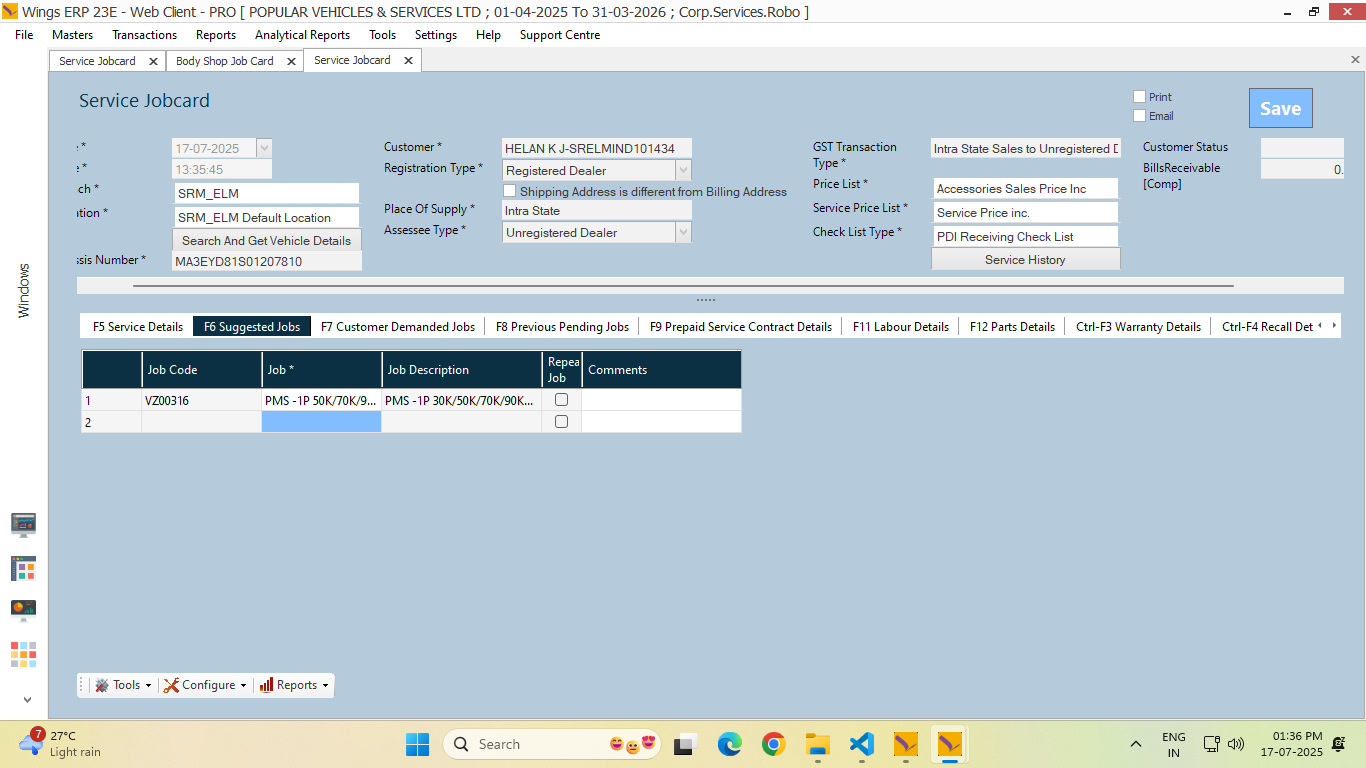 Wings ERP 23E - Web Client - PRO [ POPULAR VEHICLES & SERVICES LTD ; 01-04-2025 To 31-03-2026 ; Corp.Services.Robo ]
File Masters Transactions Reports Analytical Reports Tools Settings Help Support Centre
Service Jobcard Body Shop Job Card Service Jobcard
Service Jobcard
Print
Email
Save
17-07-2025
13:35:45
SRM_ELM
SRM_ELM Default Location
Search And Get Vehicle Details
MA3EYD81S01207810
Customer * HELAN K J-SRELMIND101434
Registration Type * Registered Dealer
Shipping Address is different from Billing Address
Place Of Supply * Intra State
Assessee Type * Unregistered Dealer
GST Transaction Type * Intra State Sales to Unregistered D
Price List * Accessories Sales Price Inc
Service Price List * Service Price inc.
Check List Type * PDI Receiving Check List
Service History
Customer Status
BillsReceivable [Comp] 0.
Windows
F5 Service Details F6 Suggested Jobs F7 Customer Demanded Jobs F8 Previous Pending Jobs F9 Prepaid Service Contract Details F11 Labour Details F12 Parts Details Ctrl-F3 Warranty Details Ctrl-F4 Recall Det
Job Code Job * Job Description Repea Job Comments
1 VZ00316 PMS -1P 50K/70K/9... PMS -1P 30K/50K/70K/90K...
2
Tools Configure Reports
7
27°C
Light rain
Search
ENG
IN
01:36 PM
17-07-2025